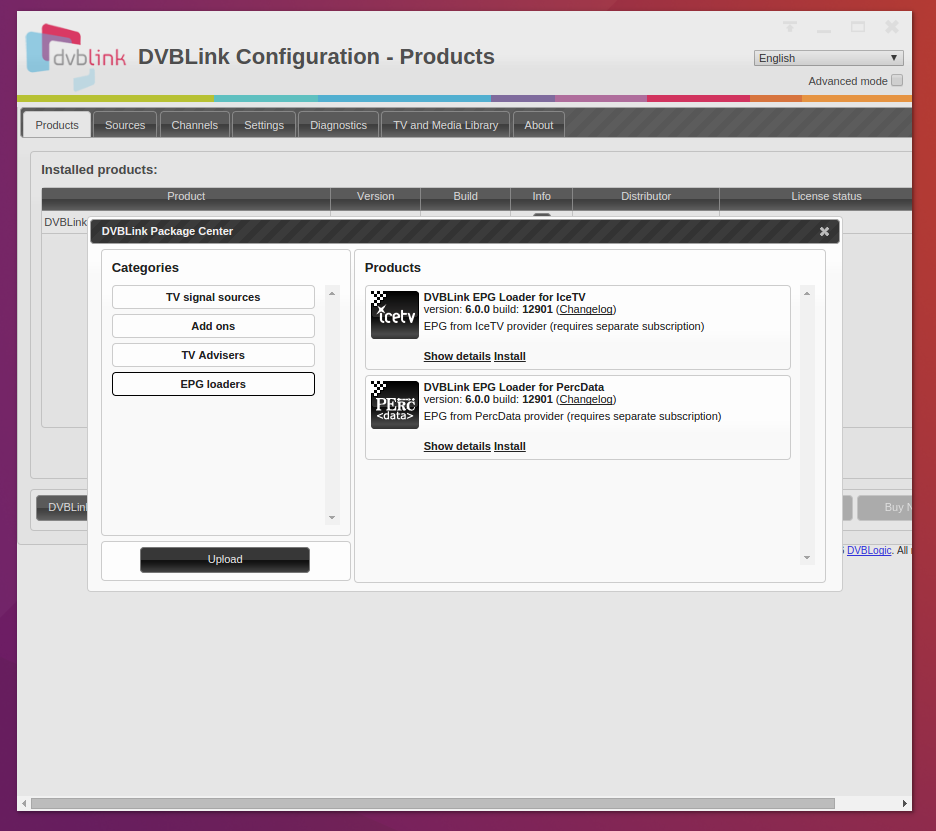 dvblink
DVBLink Configuration - Products
English
Advanced mode
Products Sources Channels Settings Diagnostics TV and Media Library About
Installed products:
Product Version Build Info Distributor License status
DVBLink
DVBLink Package Center
Categories
TV signal sources
Add ons
TV Advisers
EPG loaders
Upload
Products
icetv
DVBLink EPG Loader for IceTV
version: 6.0.0 build: 12901 (Changelog)
EPG from IceTV provider (requires separate subscription)
Show details Install
PERC
<data>
DVBLink EPG Loader for PercData
version: 6.0.0 build: 12901 (Changelog)
EPG from PercData provider (requires separate subscription)
Show details Install
DVBLin
Buy
DVBLogic. All